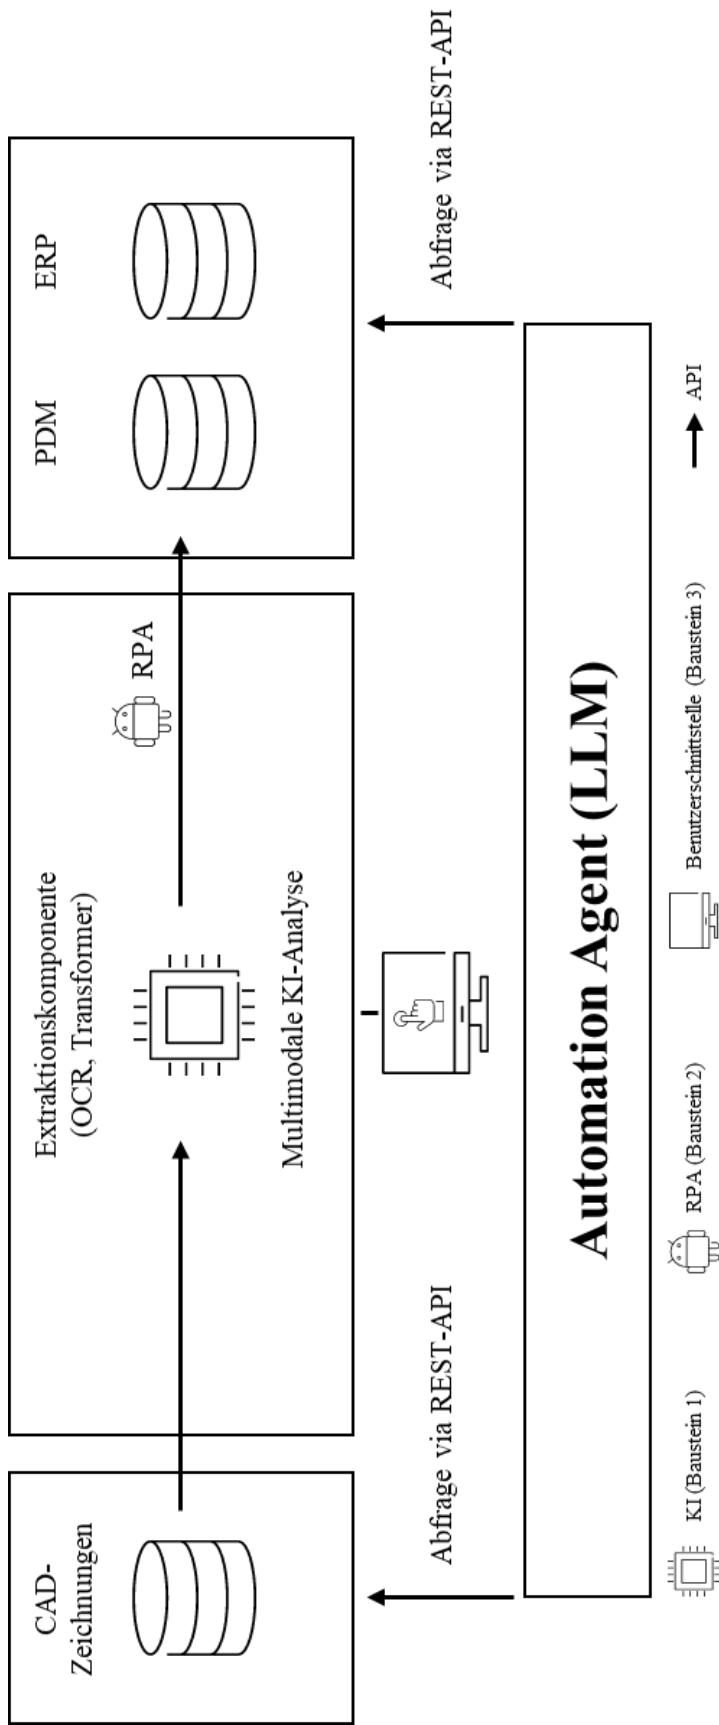 CAD-
Zeichnungen
Extraktionskomponente
(OCR, Transformer)
Multimodale KI-Analyse
RPA
PDM
ERP
Abfrage via REST-API
Abfrage via REST-API
Automation Agent (LLM)
KI (Baustein 1)
RPA (Baustein 2)
Benutzerschnittstelle (Baustein 3)
API